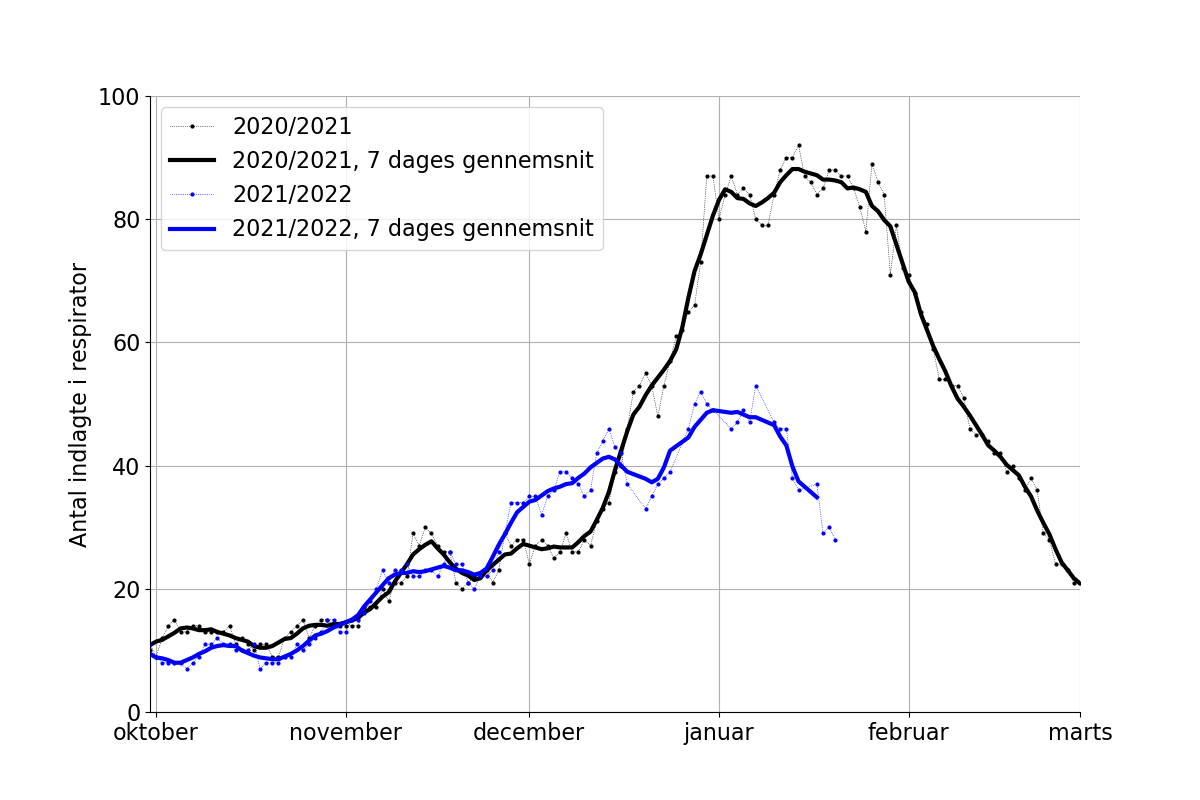 100
80
60
40
20
0
Antal indlagte i respirator
2020/2021
2020/2021, 7 dages gennemsnit
2021/2022
2021/2022, 7 dages gennemsnit
oktober november december januar februar marts